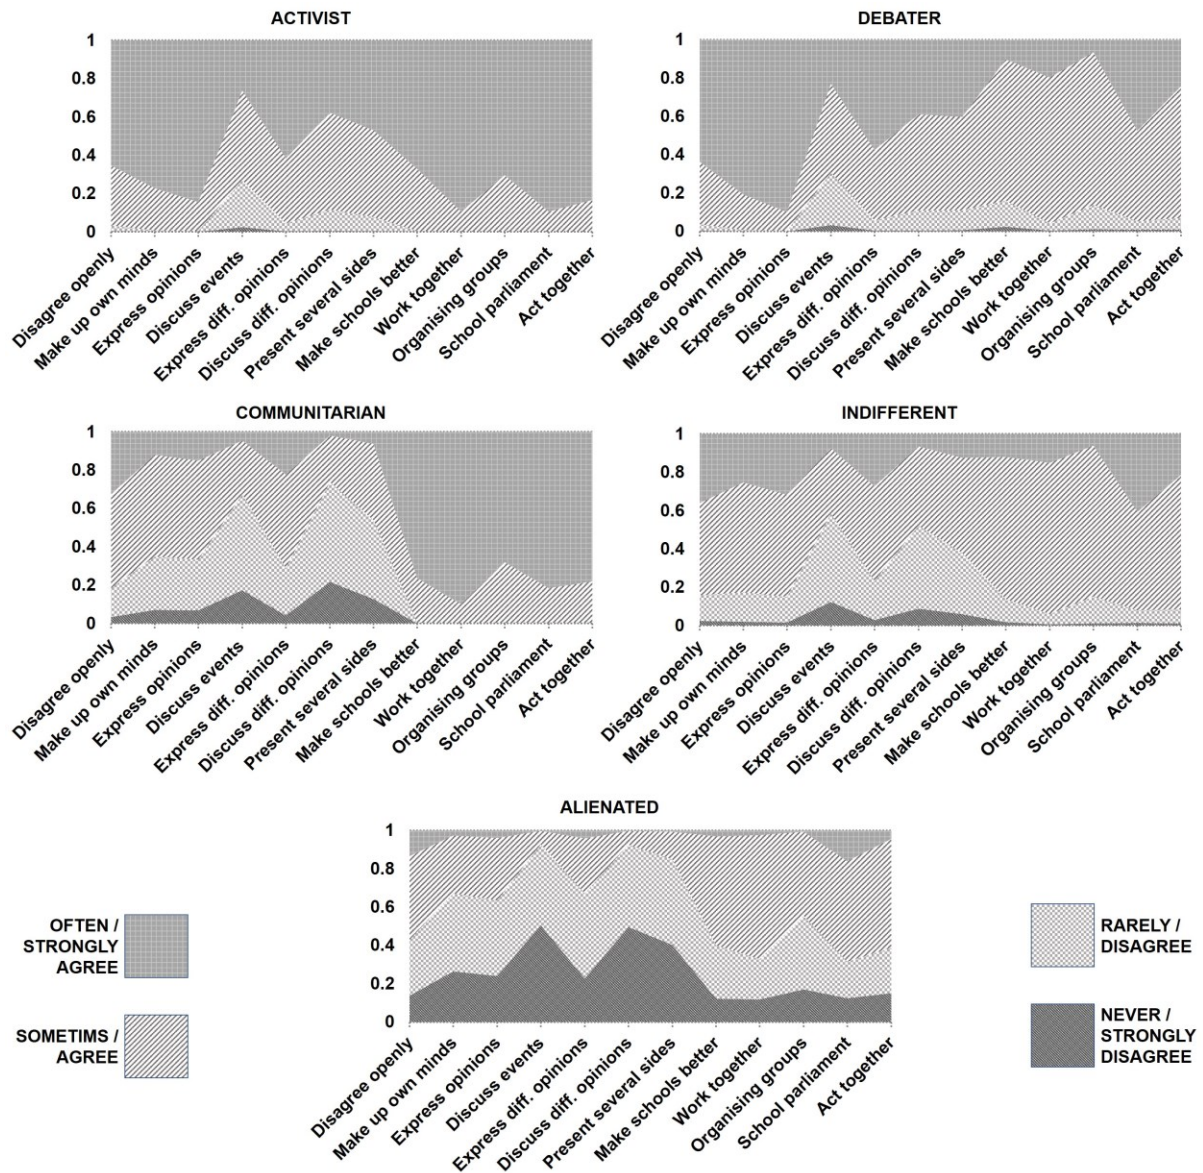 ACTIVIST
1
0.8
0.6
0.4
0.2
0
Disagree openly
Make up own minds
Express opinions
Discuss events
Express diff. opinions
Discuss diff. opinions
Present several sides
Make schools better
Work together
Organising groups
School parliament
Act together
DEBATER
1
0.8
0.6
0.4
0.2
0
Disagree openly
Make up own minds
Express opinions
Discuss events
Express diff. opinions
Discuss diff. opinions
Present several sides
Make schools better
Work together
Organising groups
School parliament
Act together
COMMUNITARIAN
1
0.8
0.6
0.4
0.2
0
Disagree openly
Make up own minds
Express opinions
Discuss events
Express diff. opinions
Discuss diff. opinions
Present several sides
Make schools better
Work together
Organising groups
School parliament
Act together
INDIFFERENT
1
0.8
0.6
0.4
0.2
0
Disagree openly
Make up own minds
Express opinions
Discuss events
Express diff. opinions
Discuss diff. opinions
Present several sides
Make schools better
Work together
Organising groups
School parliament
Act together
ALIENATED
1
0.8
0.6
0.4
0.2
0
Disagree openly
Make up own minds
Express opinions
Discuss events
Express diff. opinions
Discuss diff. opinions
Present several sides
Make schools better
Work together
Organising groups
School parliament
Act together
OFTEN /
STRONGLY
AGREE
SOMETIMS /
AGREE
RARELY /
DISAGREE
NEVER /
STRONGLY
DISAGREE